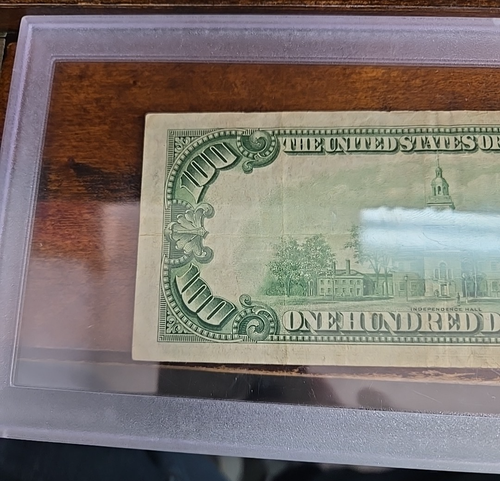 100
THE UNITED STATES OF
INDEPENDENCE HALL
100
ONE HUNDRED D